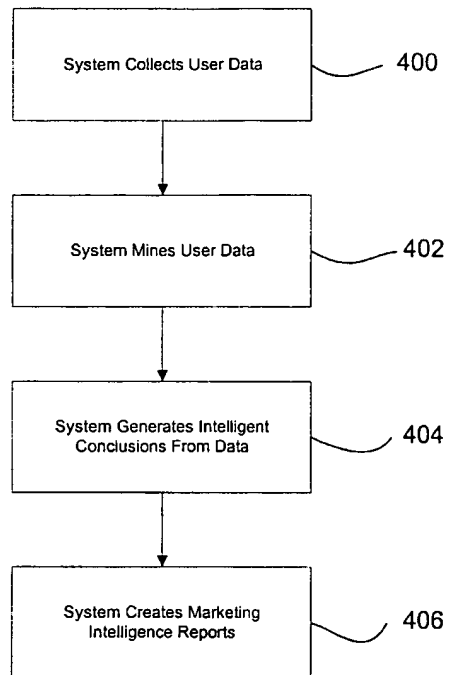 System Collects User Data
400
System Mines User Data
402
System Generates Intelligent
Conclusions From Data
404
System Creates Marketing
Intelligence Reports
406